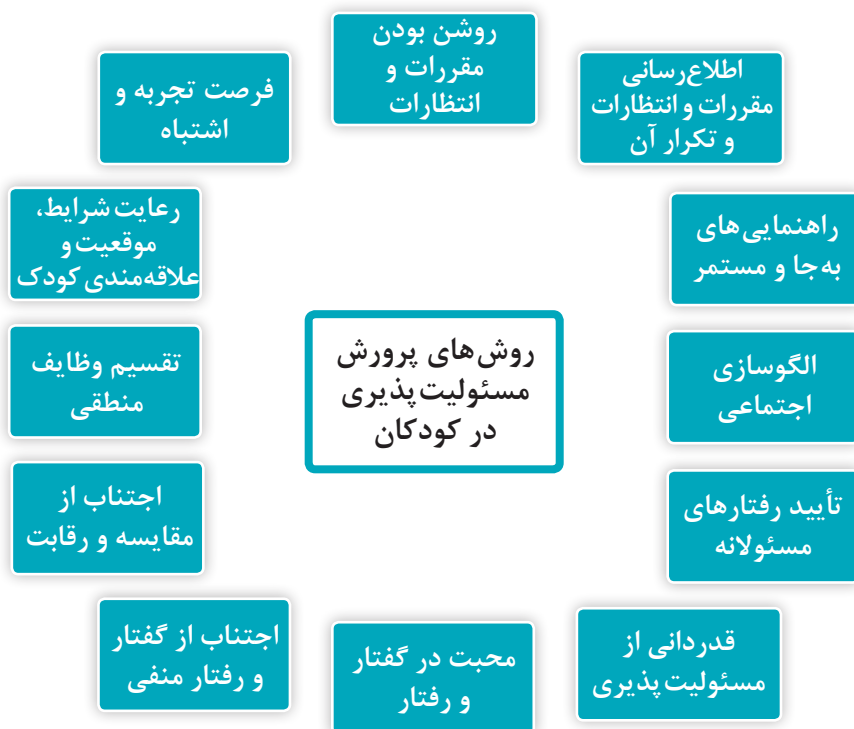 روشن بودن
مقررات و
انتظارات
اطلاع‌رسانی
مقررات و انتظارات
و تکرار آن
راهنمایی‌های
به‌جا و مستمر
الگوسازی
اجتماعی
تأیید رفتارهای
مسئولانه
قدردانی از
مسئولیت‌پذیری
محبت در گفتار
و رفتار
اجتناب از گفتار
و رفتار منفی
اجتناب از
مقایسه و رقابت
تقسیم وظایف
منطقی
رعایت شرایط،
موقعیت و
علاقه‌مندی کودک
فرصت تجربه و
اشتباه
روش‌های پرورش
مسئولیت‌پذیری
در کودکان